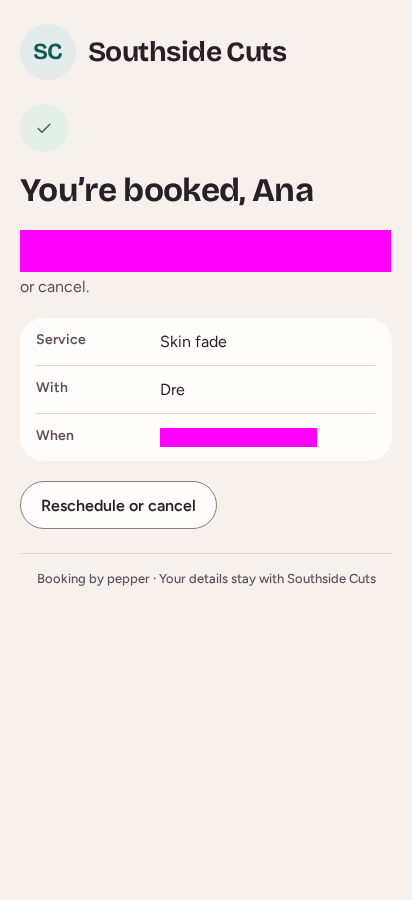 SC
Southside Cuts
You’re booked, Ana
or cancel.
Service Skin fade
With Dre
When
Reschedule or cancel
Booking by pepper · Your details stay with Southside Cuts